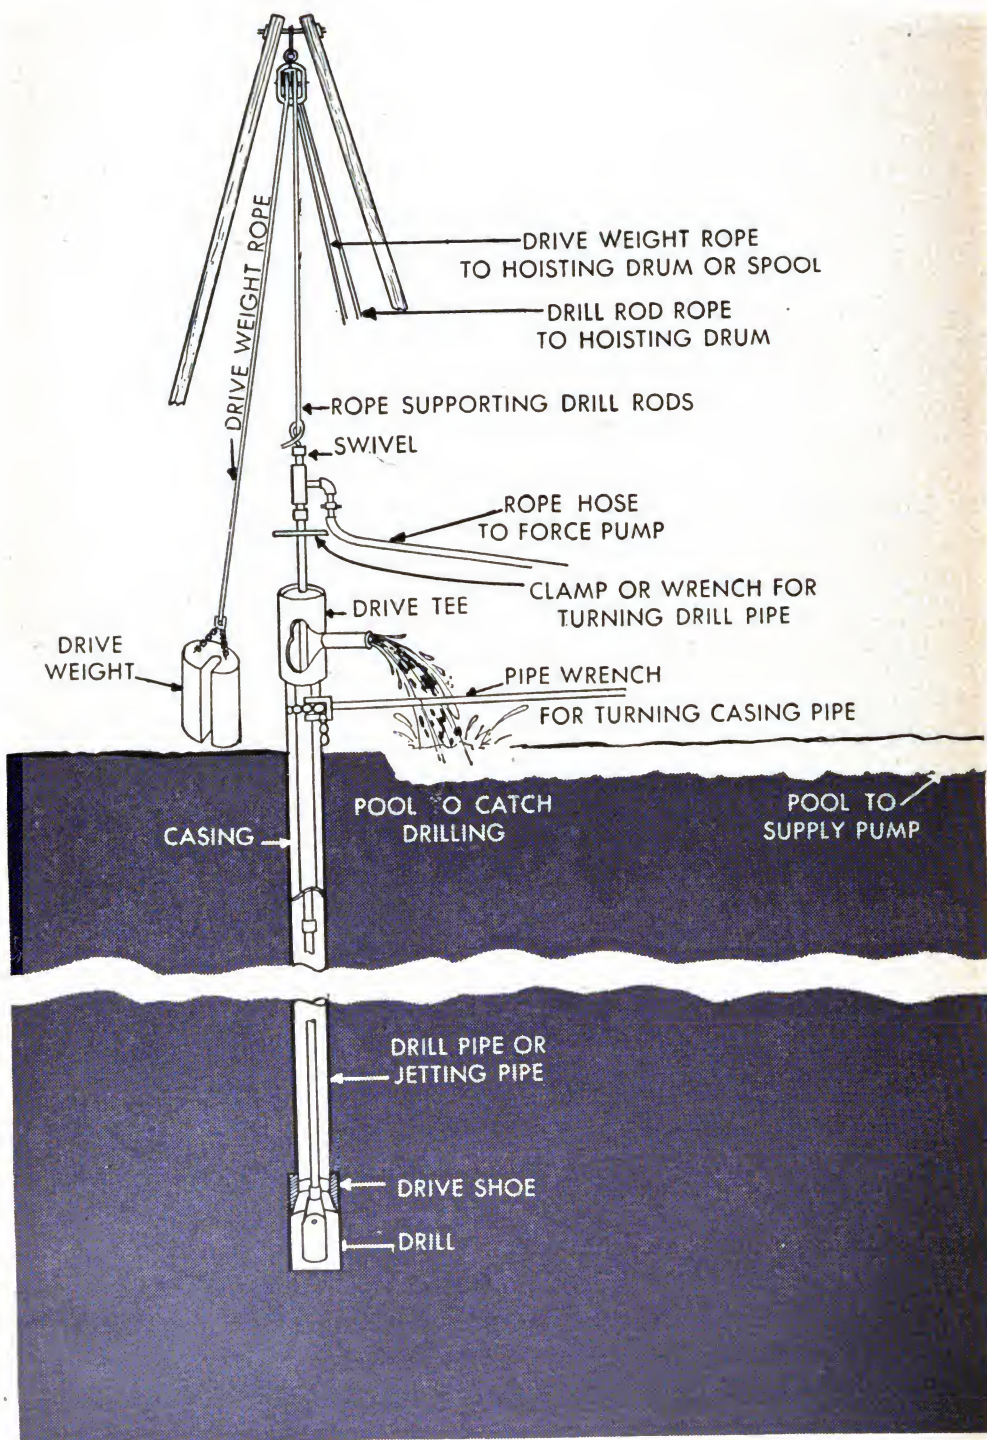 DRIVE WEIGHT ROPE
TO HOISTING DRUM OR SPOOL
DRILL ROD ROPE
TO HOISTING DRUM
DRIVE WEIGHT ROPE
ROPE SUPPORTING DRILL RODS
SWIVEL
ROPE HOSE
TO FORCE PUMP
CLAMP OR WRENCH FOR
TURNING DRILL PIPE
DRIVE TEE
DRIVE
WEIGHT
PIPE WRENCH
FOR TURNING CASING PIPE
POOL TO CATCH
DRILLING
POOL TO
SUPPLY PUMP
CASING
DRILL PIPE OR
JETTING PIPE
DRIVE SHOE
DRILL